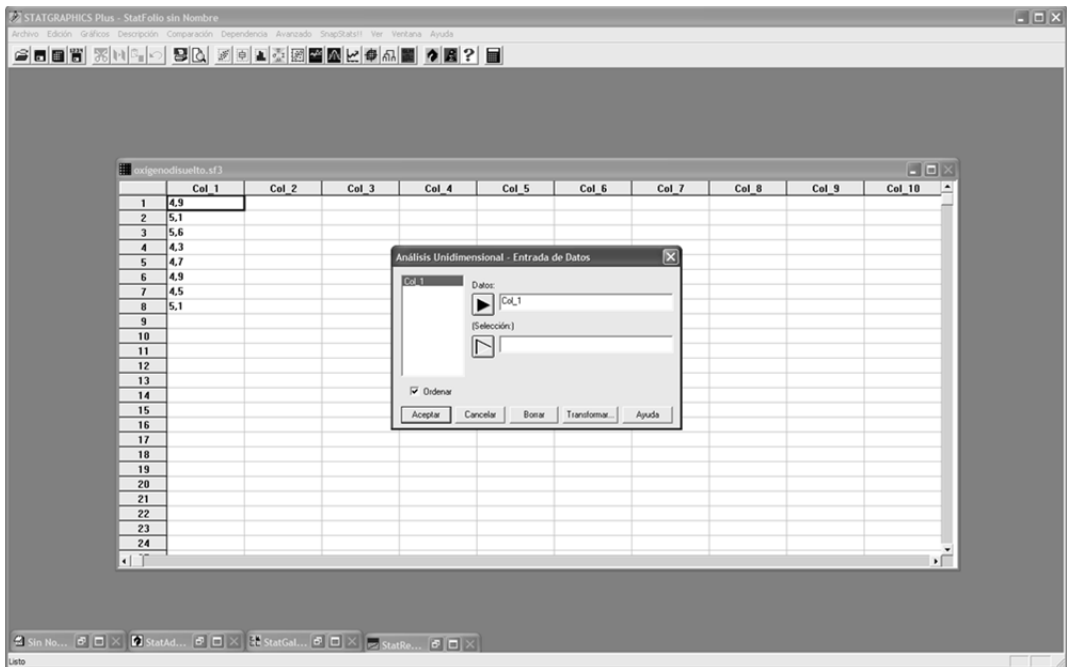 STATGRAPHICS Plus - StatFolio sin Nombre
Archivo Edición Gráficos Descripción Comparación Dependencia Avanzado SnapStats!! Ver Ventana Ayuda
oxigenodisuelto.sf3
Col_1 Col_2 Col_3 Col_4 Col_5 Col_6 Col_7 Col_8 Col_9 Col_10
1 4,9
2 5,1
3 5,6
4 4,3
5 4,7
6 4,9
7 4,5
8 5,1
9
10
11
12
13
14
15
16
17
18
19
20
21
22
23
24
Análisis Unidimensional - Entrada de Datos
Col_1
Datos:
Col_1
(Selección:)
Ordenar
Aceptar Cancelar Borrar Transformar... Ayuda
Sin No... StatAd... StatGal... StatRe...
Listo